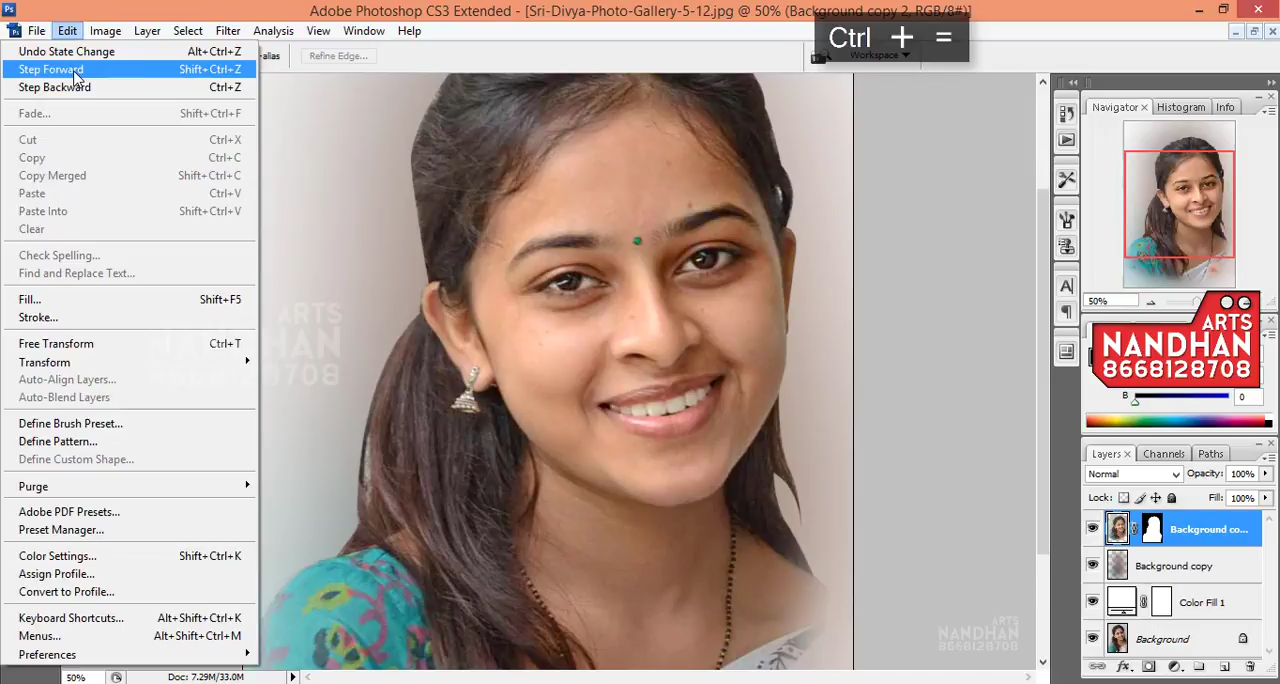 Adobe Photoshop CS3 Extended - [Sri-Divya-Photo-Gallery-5-12.jpg @ 50% (Background copy 2, RGB/8#)]
Ctrl + =
File Edit Image Layer Select Filter Analysis View Window Help
Refine Edge...
Workspace
Undo State Change Alt+Ctrl+Z
Step Forward Shift+Ctrl+Z
Step Backward Ctrl+Z
Fade... Shift+Ctrl+F
Cut Ctrl+X
Copy Ctrl+C
Copy Merged Shift+Ctrl+C
Paste Ctrl+V
Paste Into Shift+Ctrl+V
Clear
Check Spelling...
Find and Replace Text...
Fill... Shift+F5
Stroke...
Free Transform Ctrl+T
Transform
Auto-Align Layers...
Auto-Blend Layers
Define Brush Preset...
Define Pattern...
Define Custom Shape...
Purge
Adobe PDF Presets...
Preset Manager...
Color Settings... Shift+Ctrl+K
Assign Profile...
Convert to Profile...
Keyboard Shortcuts... Alt+Shift+Ctrl+K
Menus... Alt+Shift+Ctrl+M
Preferences
50% Doc: 7.29M/33.0M
ARTS
NANDHAN
8668128708
Navigator Histogram Info
50%
ARTS
NANDHAN
8668128708
B 0
Layers Channels Paths
Normal Opacity: 100%
Lock: Fill: 100%
Background co...
Background copy
Color Fill 1
Background